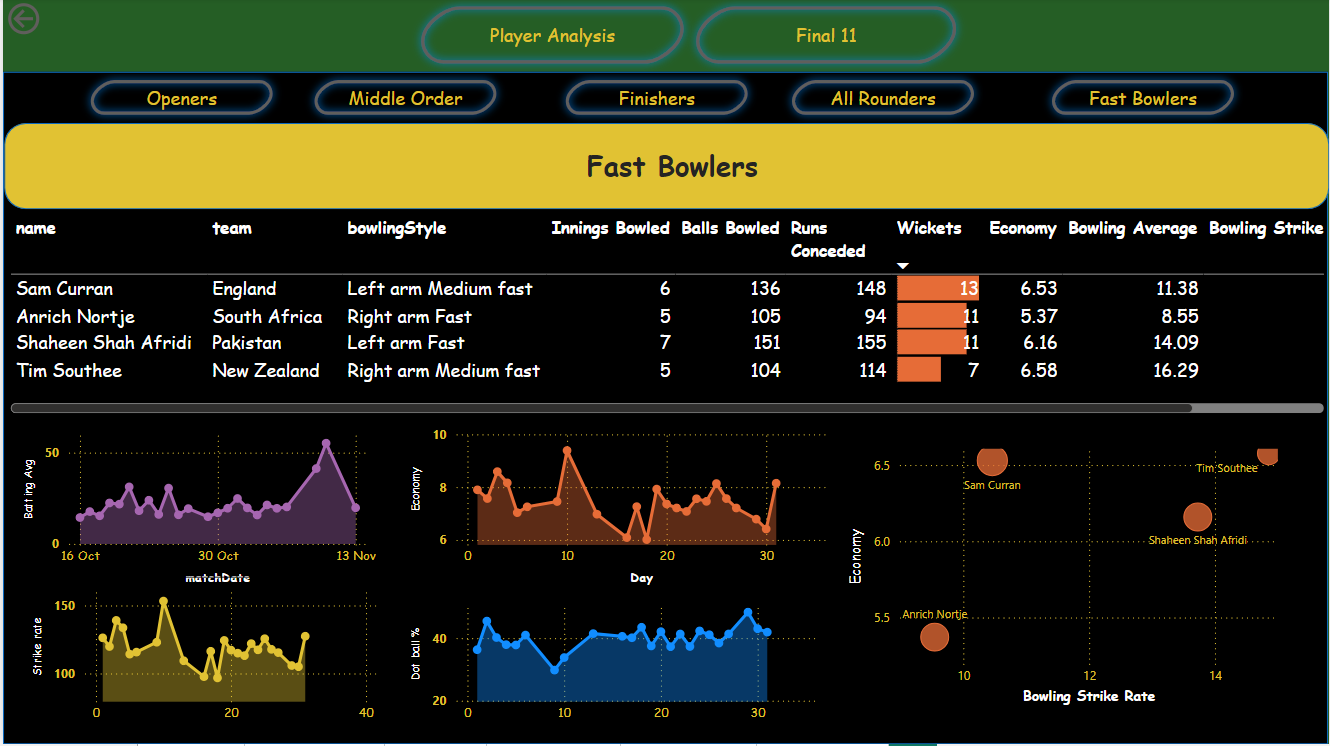 Player Analysis Final 11
Openers Middle Order Finishers All Rounders Fast Bowlers
Fast Bowlers
name team bowlingStyle Innings Bowled Balls Bowled Runs Conceded Wickets Economy Bowling Average Bowling Strike
Sam Curran England Left arm Medium fast 6 136 148 13 6.53 11.38
Anrich Nortje South Africa Right arm Fast 5 105 94 11 5.37 8.55
Shaheen Shah Afridi Pakistan Left arm Fast 7 151 155 11 6.16 14.09
Tim Southee New Zealand Right arm Medium fast 5 104 114 7 6.58 16.29
Batting Avg
50
0
16 Oct 30 Oct 13 Nov
matchDate
Economy
10
8
6
0 10 20 30
Day
Strike rate
150
100
0 20 40
Dot ball %
40
20
0 10 20 30
Economy
6.5
6.0
5.5
Sam Curran
Tim Southee
Shaheen Shah Afridi
Anrich Nortje
10 12 14
Bowling Strike Rate